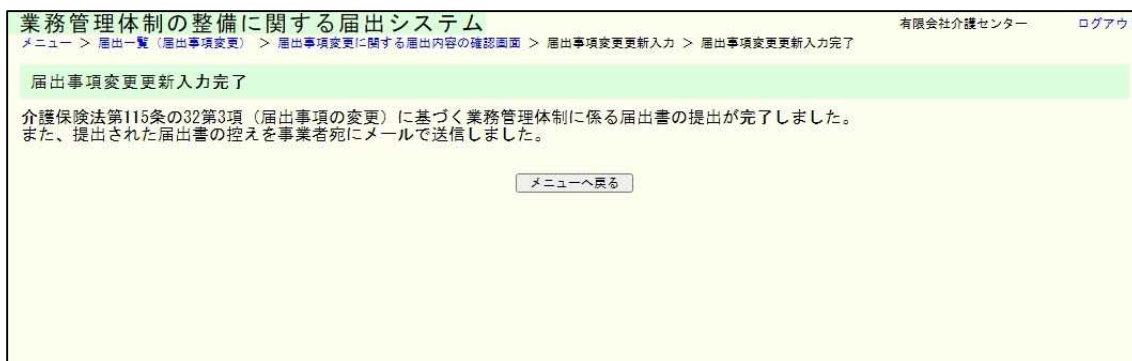 業務管理体制の整備に関する届出システム
有限会社介護センター
ログアウ
メニュー > 届出一覧(届出事項変更) > 届出事項変更に関する届出内容の確認画面 > 届出事項変更更新入力 > 届出事項変更更新入力完了
届出事項変更更新入力完了
介護保険法第115条の32第3項(届出事項の変更)に基づく業務管理体制に係る届出書の提出が完了しました。
また、提出された届出書の控えを事業者宛にメールで送信しました。
メニューへ戻る